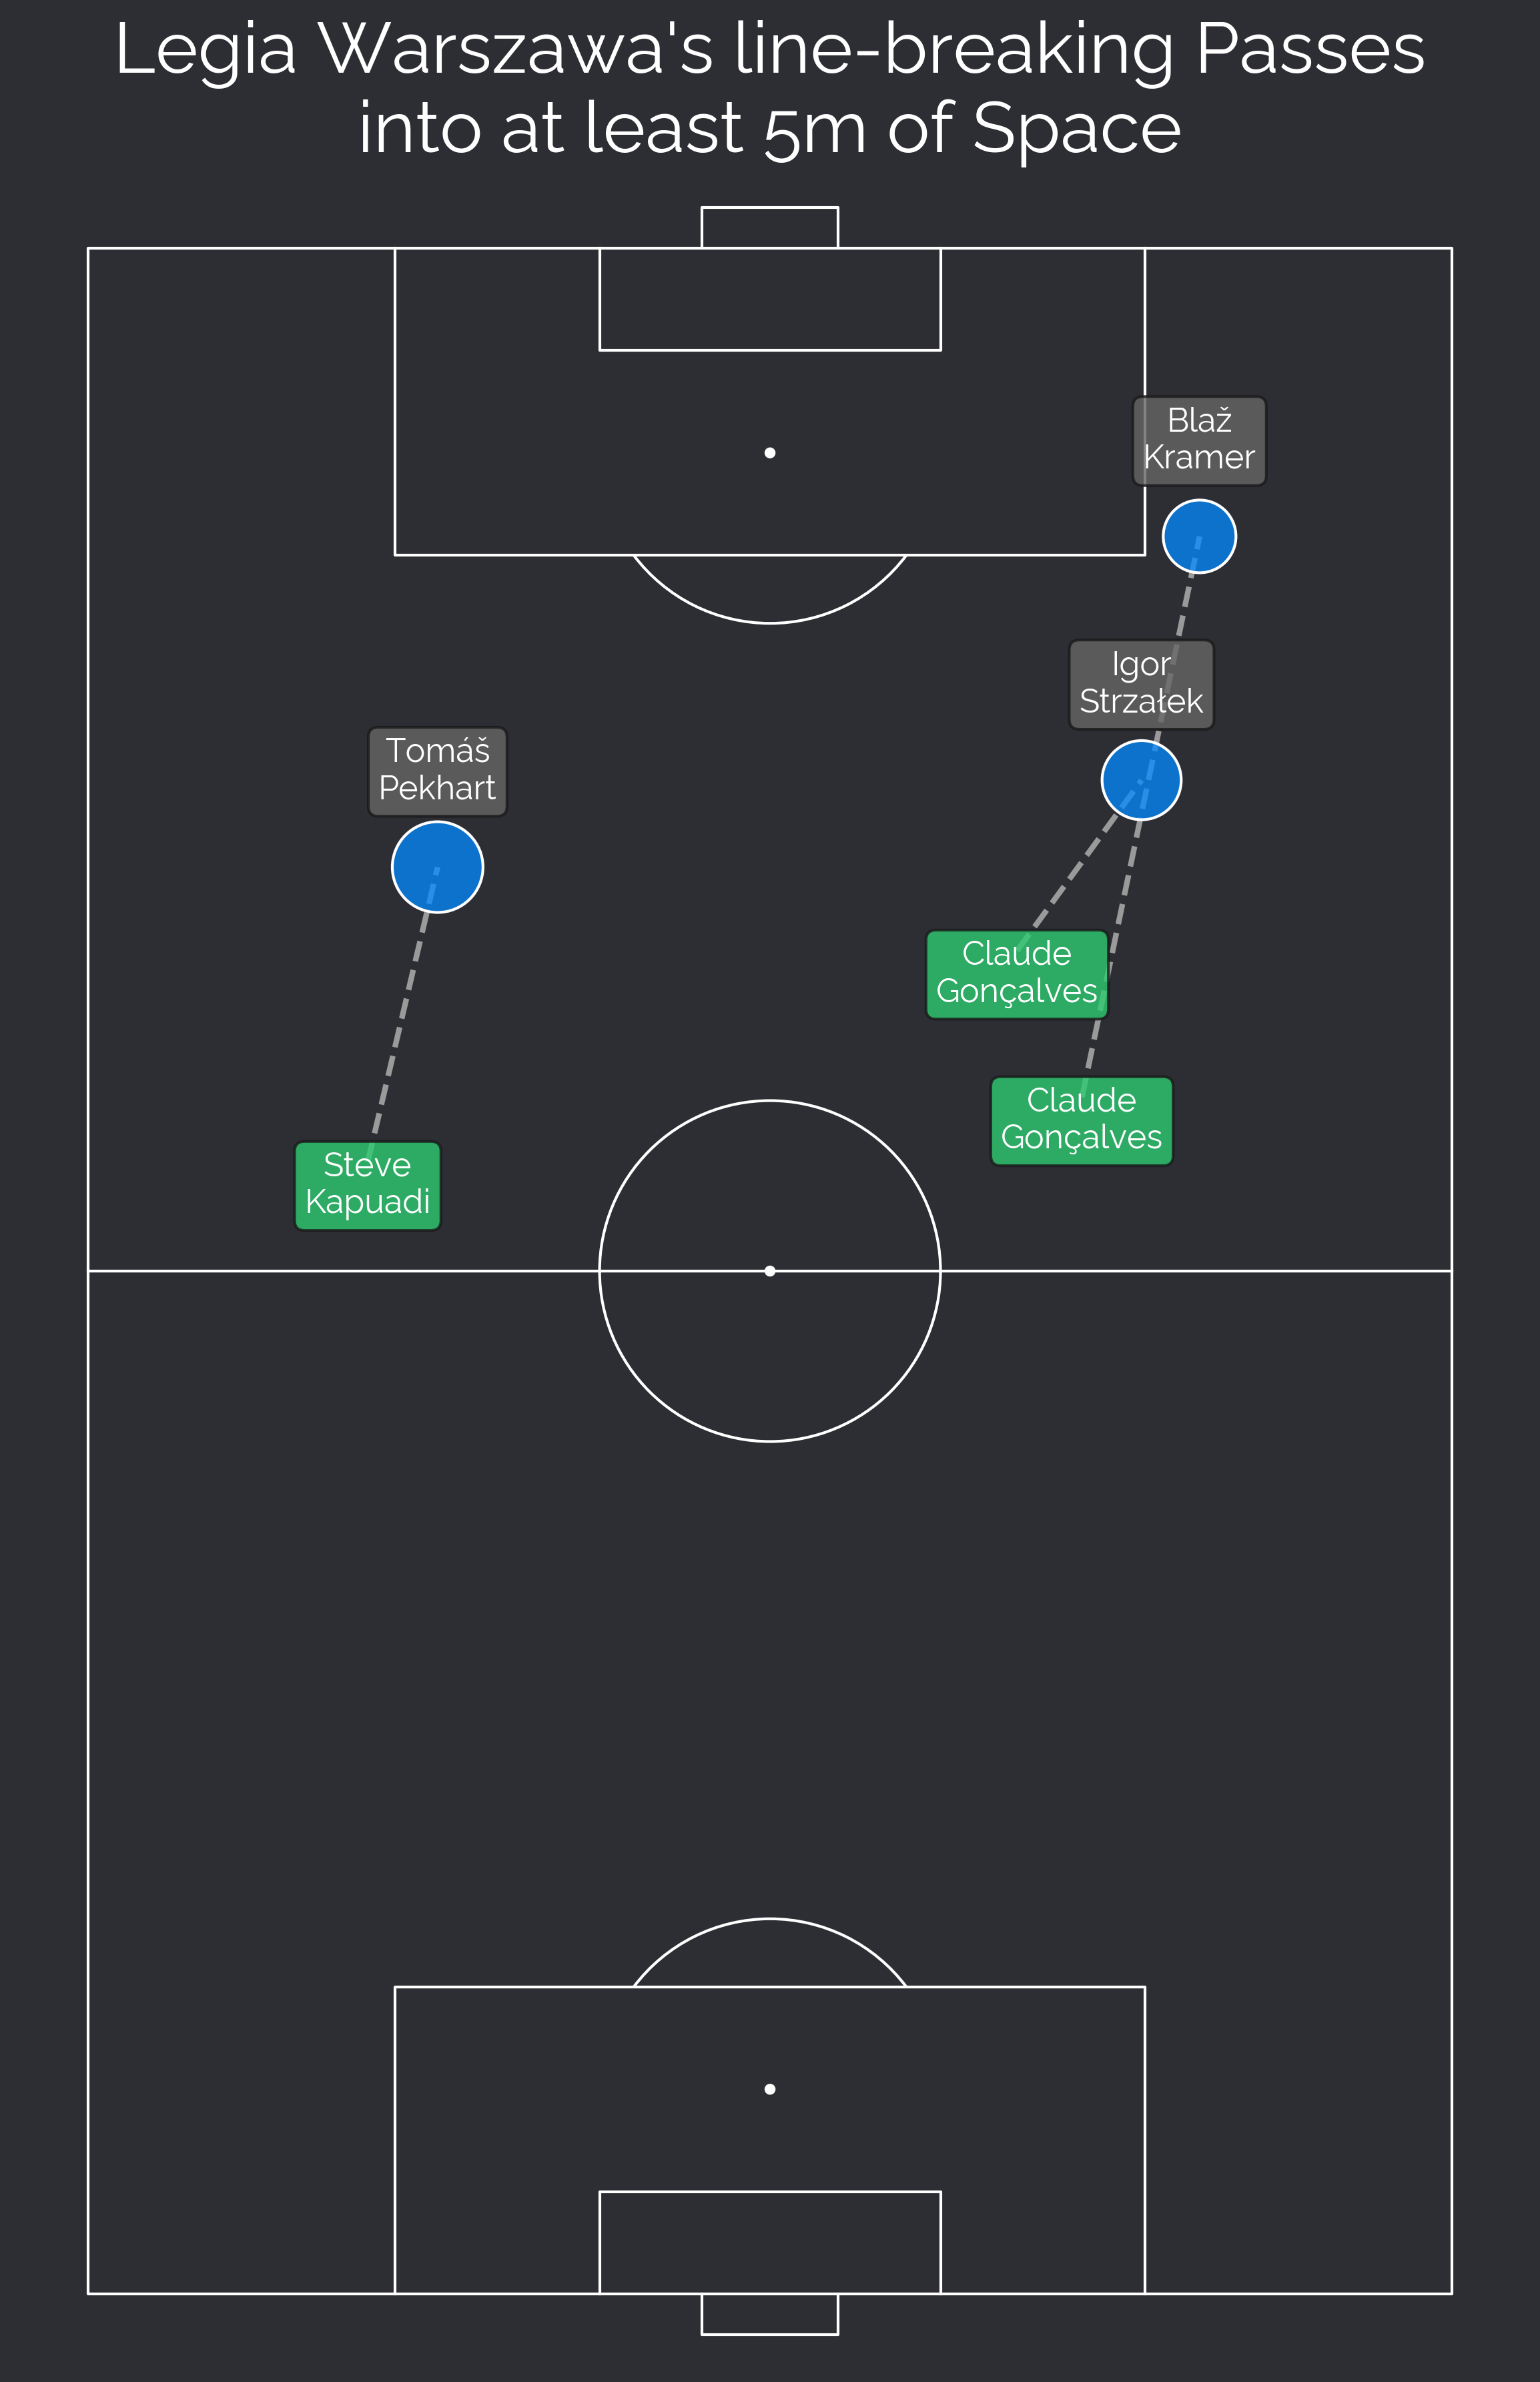 Legia Warszawa's line-breaking Passes
into at least 5m of Space
Blaž
Kramer
Igor
Strzałek
Tomáš
Pekhart
Claude
Gonçalves
Claude
Gonçalves
Steve
Kapuadi